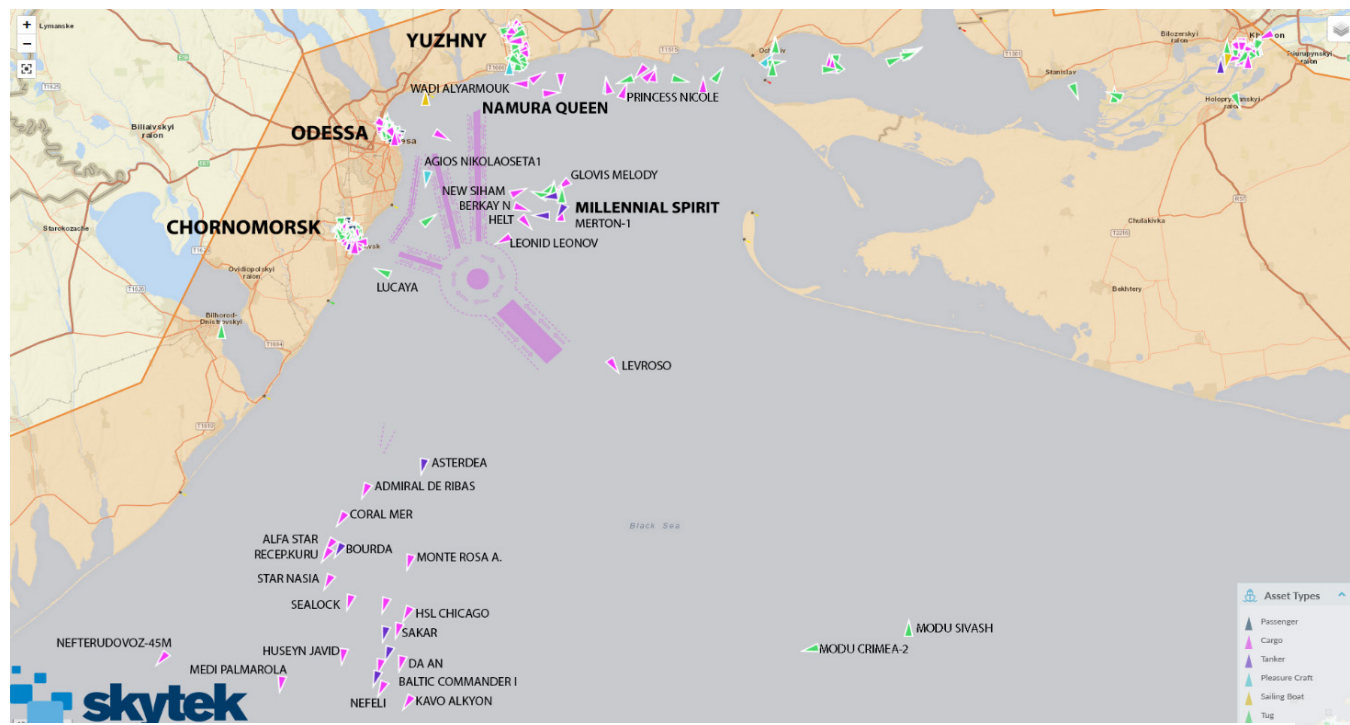 +
−
Lymanske
YUZHNY
Bilozerskyi
raion
WADI ALYARMOUK
NAMURA QUEEN
PRINCESS NICOLE
Stanislav
Biliaivskyi
raion
ODESSA
AGIOS NIKOLAOSETA1
GLOVIS MELODY
NEW SIHAM
BERKAY N
HELT
MILLENNIAL SPIRIT
MERTON-1
Starokozache
CHORNOMORSK
LEONID LEONOV
Chulakivka
Ovidiopolskyi
raion
LUCAYA
Bekhtery
Bilhorod-
Dnistrovskyi
LEVROSO
ASTERDEA
ADMIRAL DE RIBAS
CORAL MER
Black Sea
ALFA STAR
RECEP.KURU
BOURDA
MONTE ROSA A.
STAR NASIA
SEALOCK
HSL CHICAGO
SAKAR
MODU SIVASH
MODU CRIMEA-2
NEFTERUDOVOZ-45M
HUSEYN JAVID
MEDI PALMAROLA
DA AN
BALTIC COMMANDER I
NEFELI
KAVO ALKYON
skytek
Asset Types
Passenger
Cargo
Tanker
Pleasure Craft
Sailing Boat
Tug